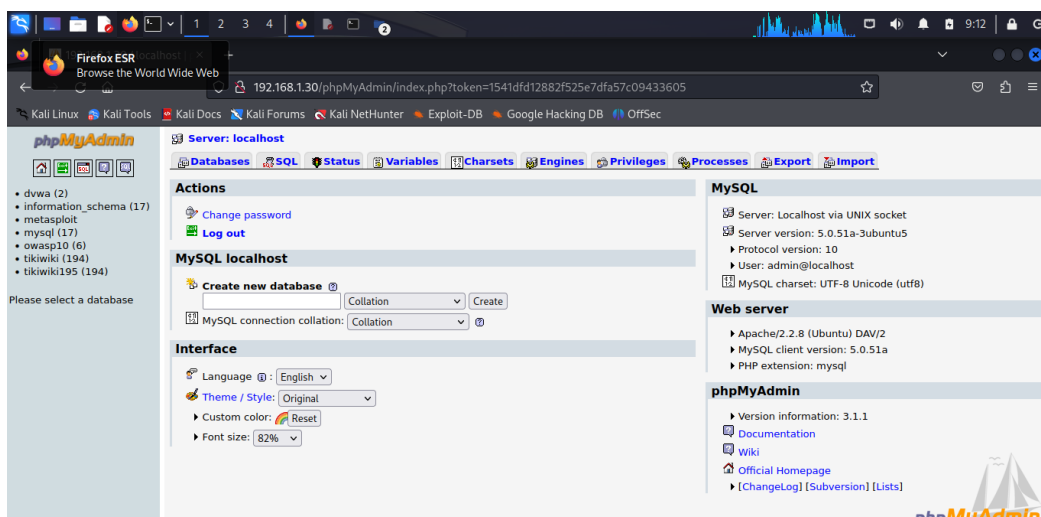 1 2 3 4 2 9:12 G
Firefox ESR
Browse the World Wide Web
192.168.1.30/phpMyAdmin/index.php?token=1541dfd12882f525e7dfa57c09433605
Kali Linux Kali Tools Kali Docs Kali Forums Kali NetHunter Exploit-DB Google Hacking DB OffSec
phpMyAdmin
SQL
• dvwa (2)
• information_schema (17)
• metasploit
• mysql (17)
• owasp10 (6)
• tikiwiki (194)
• tikiwiki195 (194)
Please select a database
Server: localhost
Databases SQL Status Variables Charsets Engines Privileges Processes Export Import
Actions
Change password
Log out
MySQL localhost
Create new database
Collation Create
MySQL connection collation: Collation
Interface
Language : English
Theme / Style: Original
Custom color: Reset
Font size: 82%
MySQL
Server: Localhost via UNIX socket
Server version: 5.0.51a-3ubuntu5
Protocol version: 10
User: admin@localhost
MySQL charset: UTF-8 Unicode (utf8)
Web server
Apache/2.2.8 (Ubuntu) DAV/2
MySQL client version: 5.0.51a
PHP extension: mysql
phpMyAdmin
Version information: 3.1.1
Documentation
Wiki
Official Homepage
[ChangeLog] [Subversion] [Lists]
phpMyAdmin